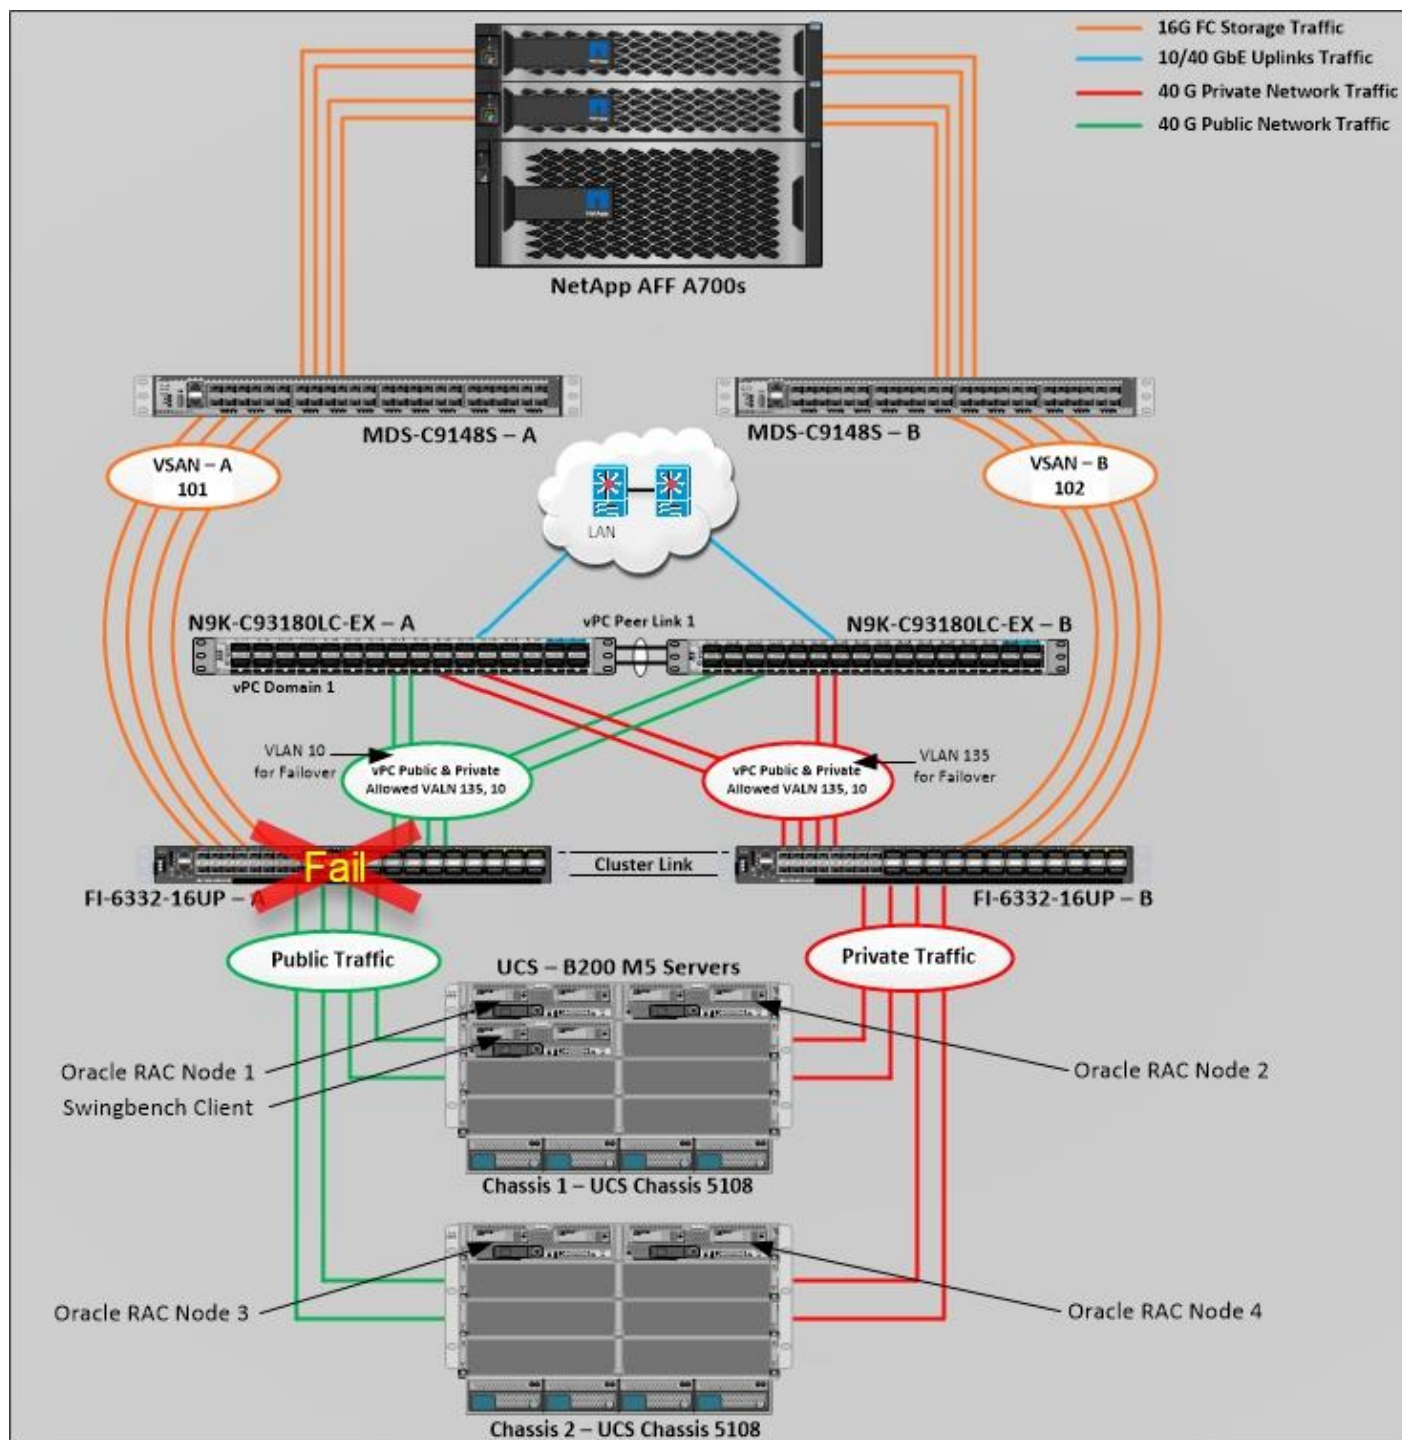 16G FC Storage Traffic
10/40 GbE Uplinks Traffic
40 G Private Network Traffic
40 G Public Network Traffic
NetApp
NetApp AFF A700s
MDS-C9148S – A
MDS-C9148S – B
VSAN – A
101
VSAN – B
102
LAN
N9K-C93180LC-EX – A
vPC Peer Link 1
N9K-C93180LC-EX – B
vPC Domain 1
VLAN 10
for Failover
vPC Public & Private
Allowed VALN 135, 10
vPC Public & Private
Allowed VALN 135, 10
VLAN 135
for Failover
Fail
Cluster Link
FI-6332-16UP – A
FI-6332-16UP – B
Public Traffic
Private Traffic
UCS – B200 M5 Servers
Oracle RAC Node 1
Swingbench Client
Oracle RAC Node 2
Chassis 1 – UCS Chassis 5108
Oracle RAC Node 3
Oracle RAC Node 4
Chassis 2 – UCS Chassis 5108